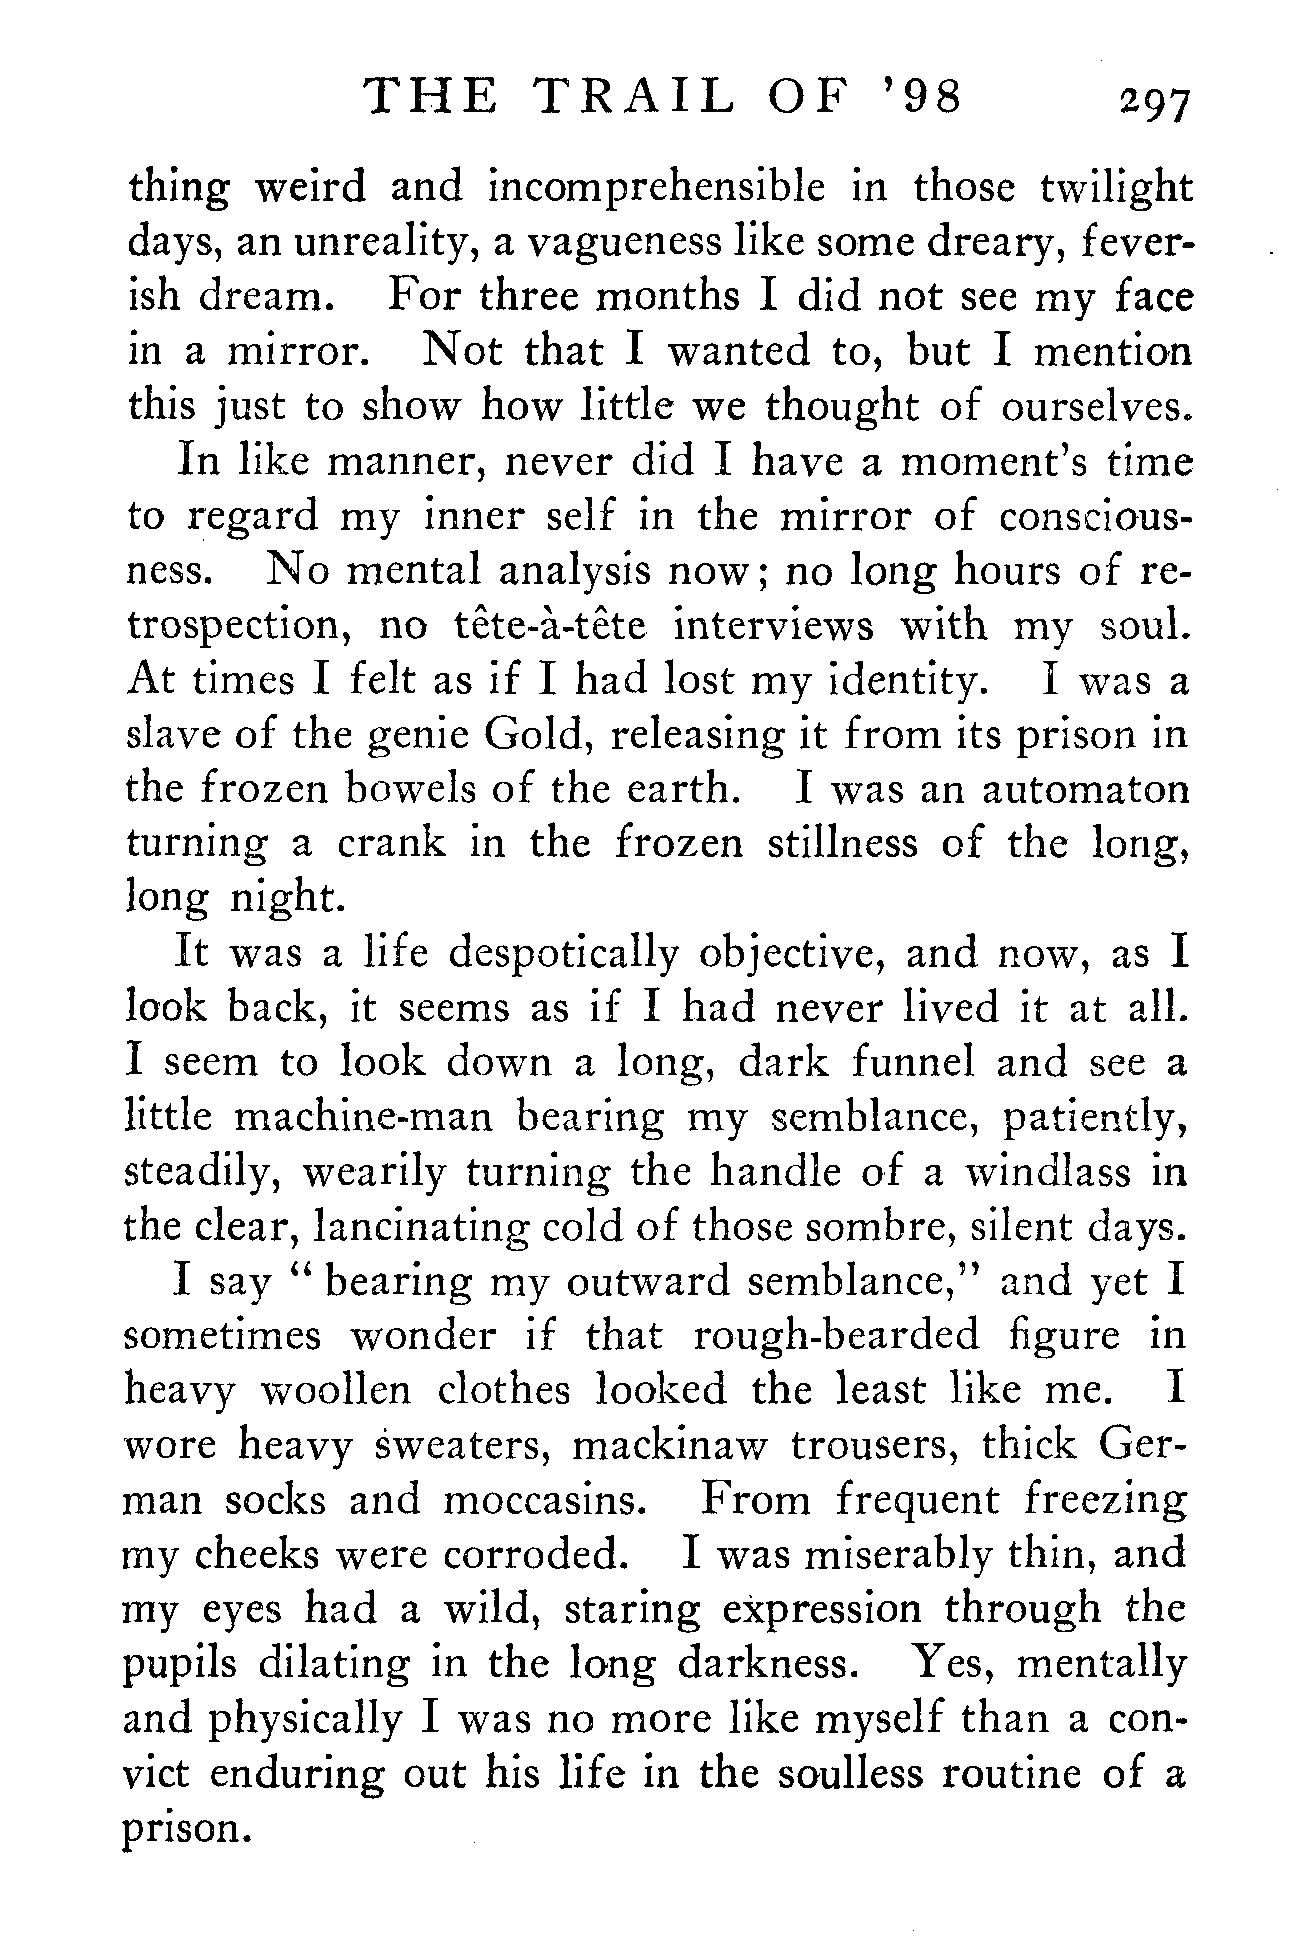 THE TRAIL OF '98 297
thing weird and incomprehensible in those twilight
days, an unreality, a vagueness like some dreary, fever-
ish dream. For three months I did not see my face
in a mirror. Not that I wanted to, but I mention
this just to show how little we thought of ourselves.
In like manner, never did I have a moment's time
to regard my inner self in the mirror of conscious-
ness. No mental analysis now; no long hours of re-
trospection, no tête-à-tête interviews with my soul.
At times I felt as if I had lost my identity. I was a
slave of the genie Gold, releasing it from its prison in
the frozen bowels of the earth. I was an automaton
turning a crank in the frozen stillness of the long,
long night.
It was a life despotically objective, and now, as I
look back, it seems as if I had never lived it at all.
I seem to look down a long, dark funnel and see a
little machine-man bearing my semblance, patiently,
steadily, wearily turning the handle of a windlass in
the clear, lancinating cold of those sombre, silent days.
I say “ bearing my outward semblance,” and yet I
sometimes wonder if that rough-bearded figure in
heavy woollen clothes looked the least like me. I
wore heavy sweaters, mackinaw trousers, thick Ger-
man socks and moccasins. From frequent freezing
my cheeks were corroded. I was miserably thin, and
my eyes had a wild, staring expression through the
pupils dilating in the long darkness. Yes, mentally
and physically I was no more like myself than a con-
vict enduring out his life in the soulless routine of a
prison.